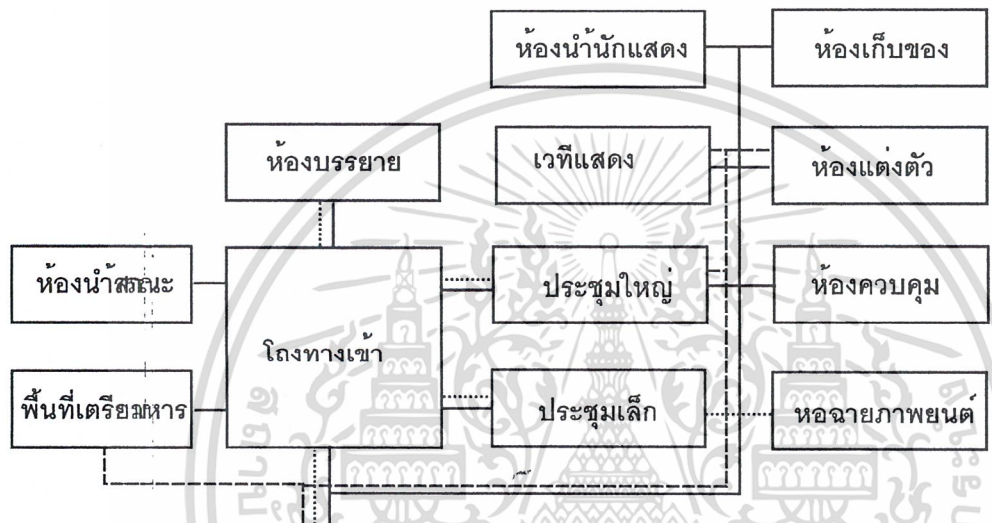 ห้องน้ำนักแสดง
ห้องเก็บของ
ห้องบรรยาย
เวทีแสดง
ห้องแต่งตัว
ห้องน้ำสาธารณะ
โถงทางเข้า
ประชุมใหญ่
ห้องควบคุม
พื้นที่เตรียมอาหาร
ประชุมเล็ก
หอฉายภาพยนต์